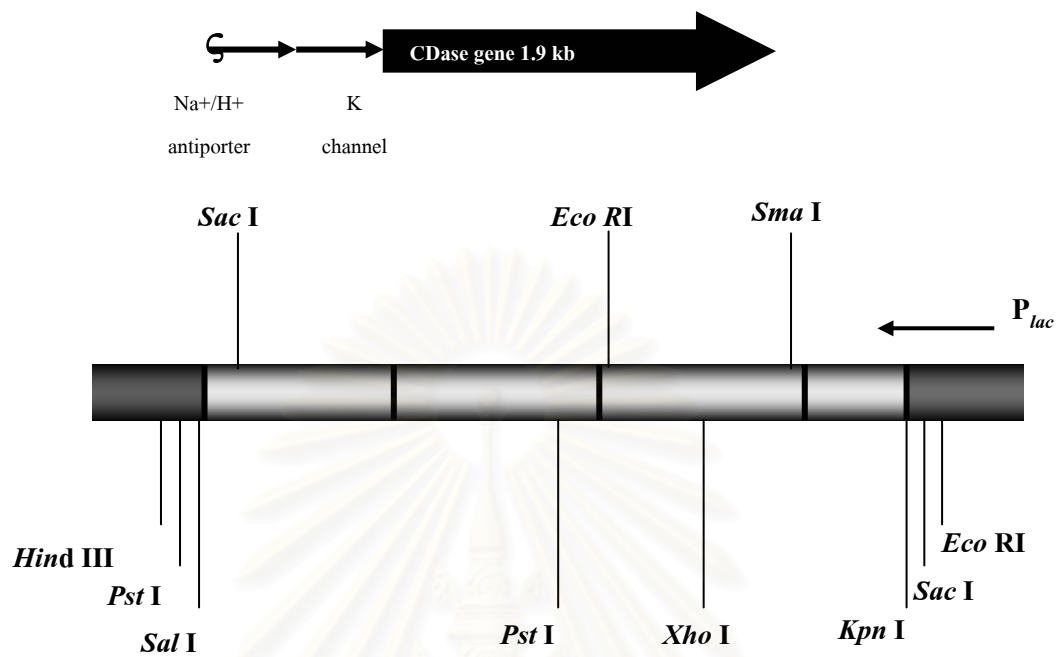 CDase gene 1.9 kb
Na+/H+
antiporter
K
channel
Sac I
Eco RI
Sma I
Plac
Hind III
Pst I
Sal I
Pst I
Xho I
Kpn I
Sac I
Eco RI